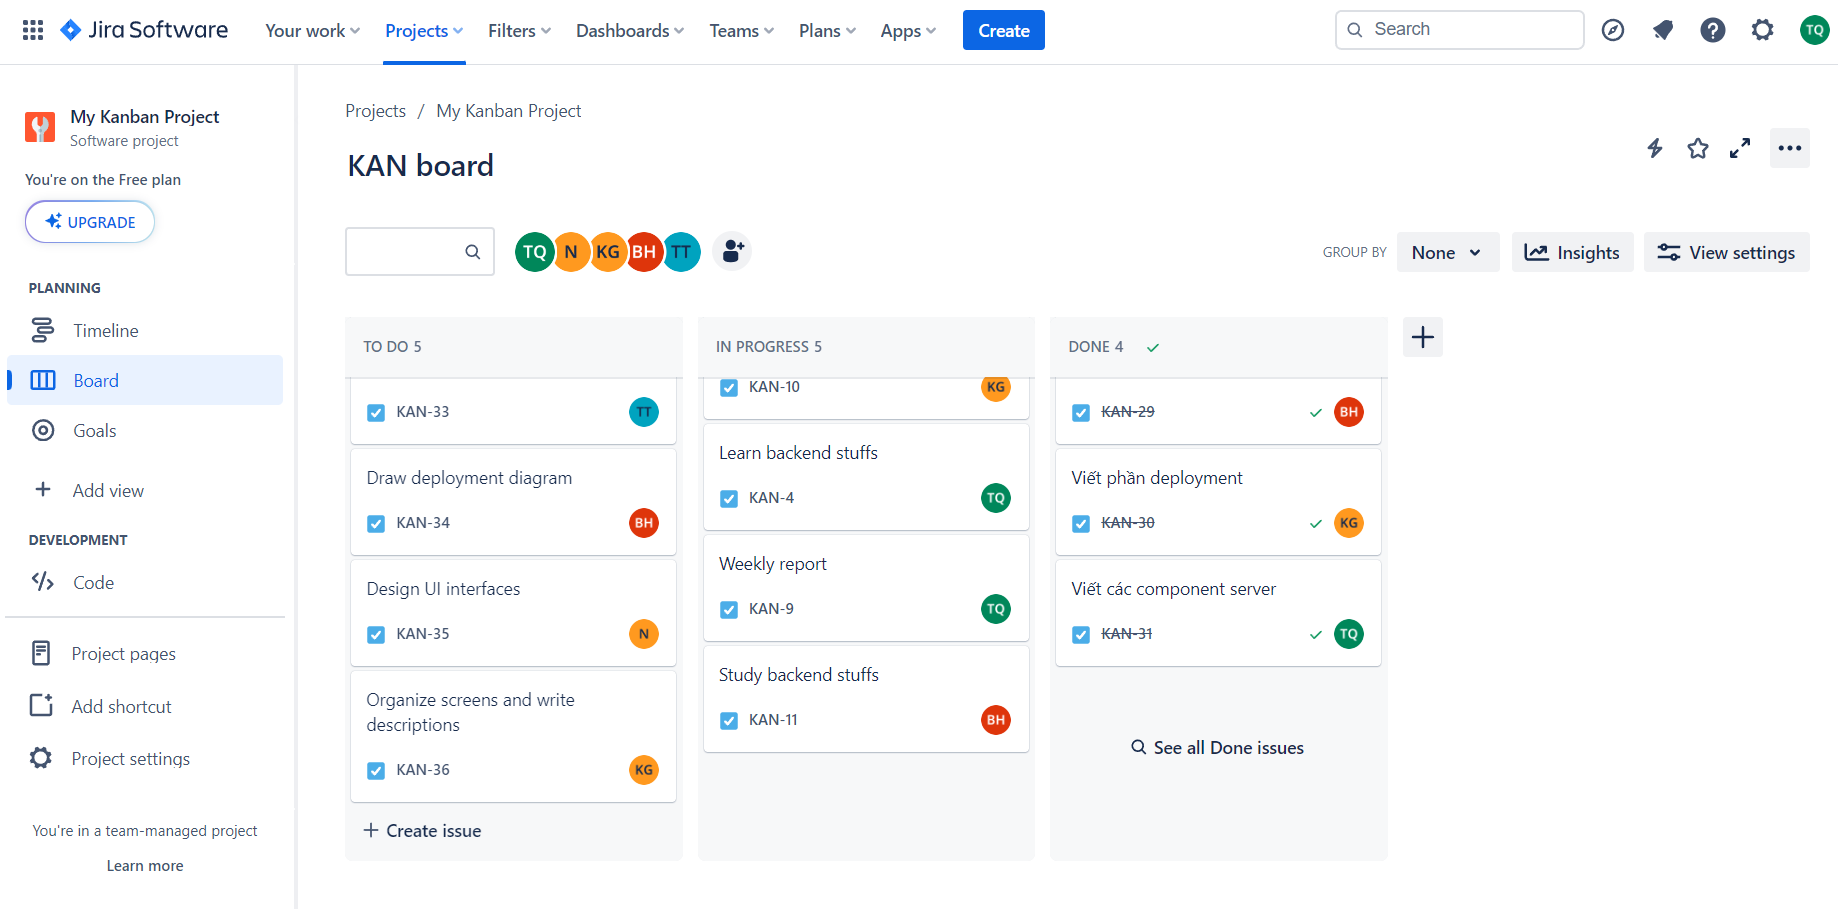 Jira Software
Your work
Projects
Filters
Dashboards
Teams
Plans
Apps
Create
Search
TQ
My Kanban Project
Software project
You're on the Free plan
UPGRADE
PLANNING
Timeline
Board
Goals
Add view
DEVELOPMENT
Code
Project pages
Add shortcut
Project settings
You're in a team-managed project
Learn more
Projects / My Kanban Project
KAN board
TQ N KG BH TT
GROUP BY
None
Insights
View settings
TO DO 5
KAN-33 TT
Draw deployment diagram
KAN-34 BH
Design UI interfaces
KAN-35 N
Organize screens and write
descriptions
KAN-36 KG
Create issue
IN PROGRESS 5
KAN-10 KG
Learn backend stuffs
KAN-4 TQ
Weekly report
KAN-9 TQ
Study backend stuffs
KAN-11 BH
DONE 4
KAN-29 BH
Viết phần deployment
KAN-30 KG
Viết các component server
KAN-31 TQ
See all Done issues